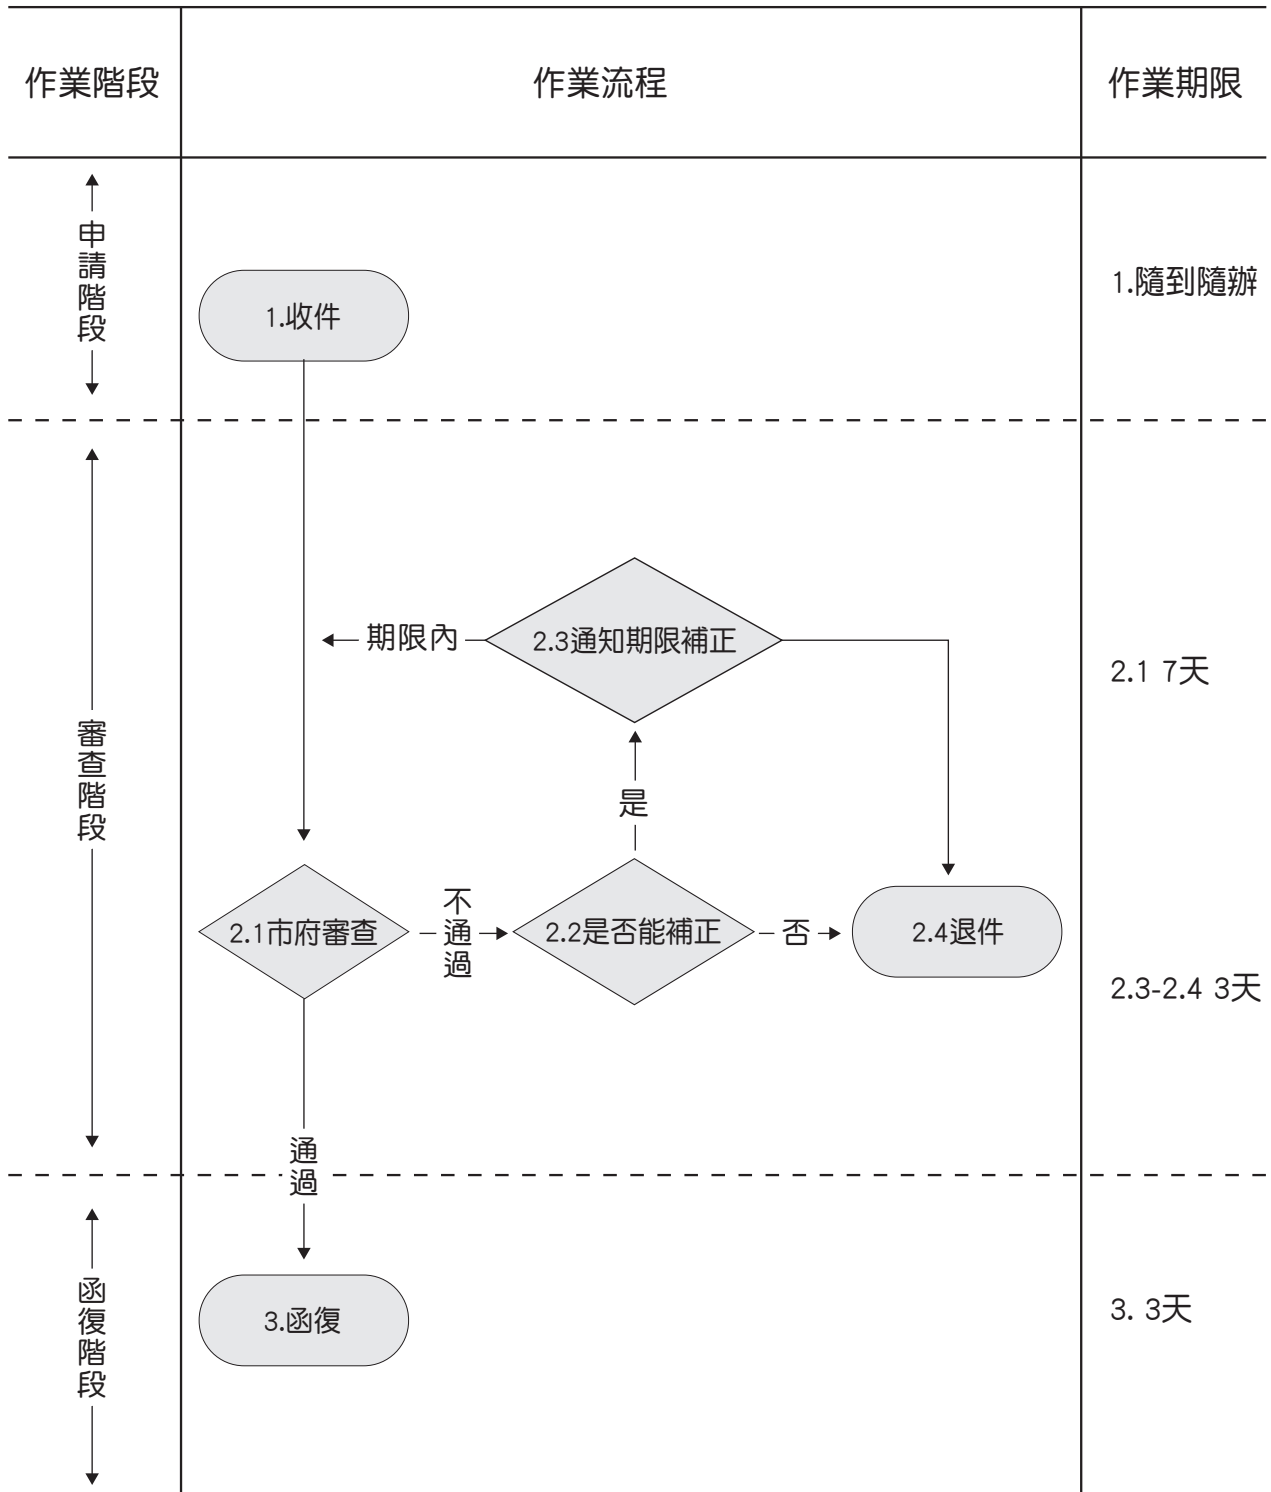 作業階段
作業流程
作業期限
申請階段
1.收件
1.隨到隨辦
審查階段
期限內
2.3通知期限補正
2.1 7天
是
2.1市府審查
不通過
2.2是否能補正
否
2.4退件
2.3-2.4 3天
通過
函復階段
3.函復
3. 3天